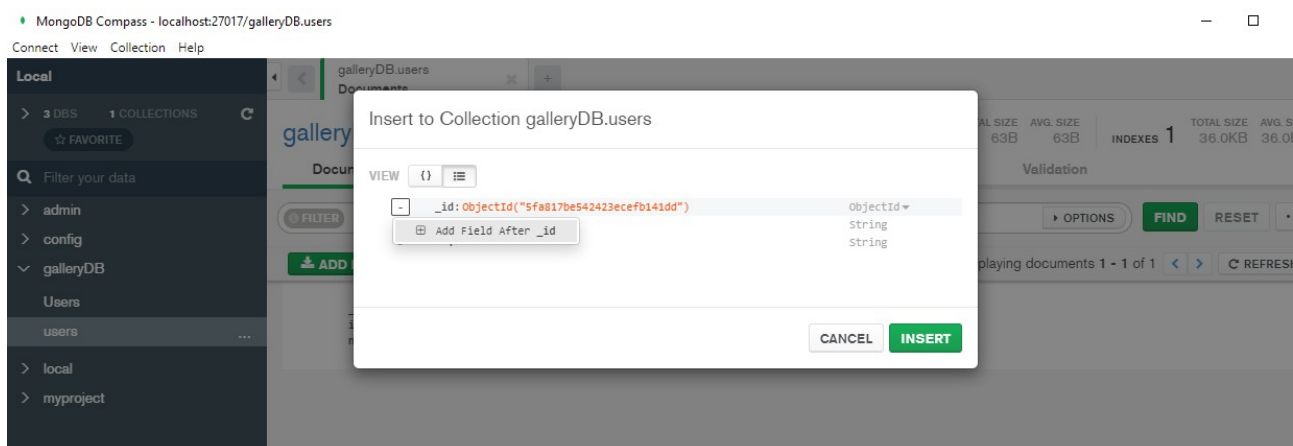 MongoDB Compass - localhost:27017/galleryDB.users
Connect View Collection Help
Local
3 DBS 1 COLLECTIONS
FAVORITE
Filter your data
admin
config
galleryDB
Users
users
...
local
myproject
galleryDB.users
Documents
gallery
Docum
AL SIZE AVG. SIZE
63B 63B
INDEXES 1
TOTAL SIZE AVG. S
36.0KB 36.0
Validation
FILTER
OPTIONS
FIND
RESET
ADD
playing documents 1 - 1 of 1
REFRES
Insert to Collection galleryDB.users
VIEW {}
_id: ObjectId("5fa817be542423ecefb141dd") ObjectId
Add Field After _id String
String
CANCEL INSERT